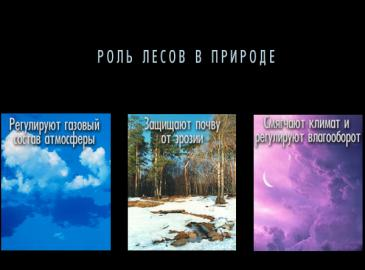 РОЛЬ ЛЕСОВ В ПРИРОДЕ
Регулируют газовый
состав атмосферы
Защищают почву
от эрозии
Смягчают климат и
регулируют влагооборот